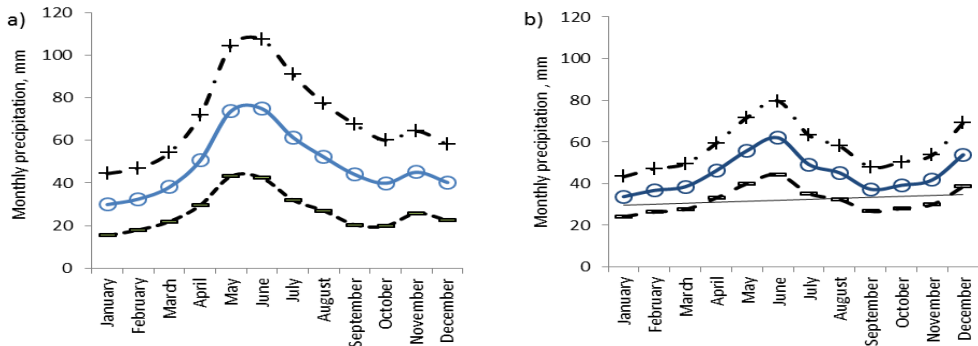 a)
Monthly precipitation, mm
120
100
80
60
40
20
0
January
February
March
April
May
June
July
August
September
October
November
December
b)
Monthly precipitation , mm
120
100
80
60
40
20
0
January
February
March
April
May
June
July
August
September
October
November
December